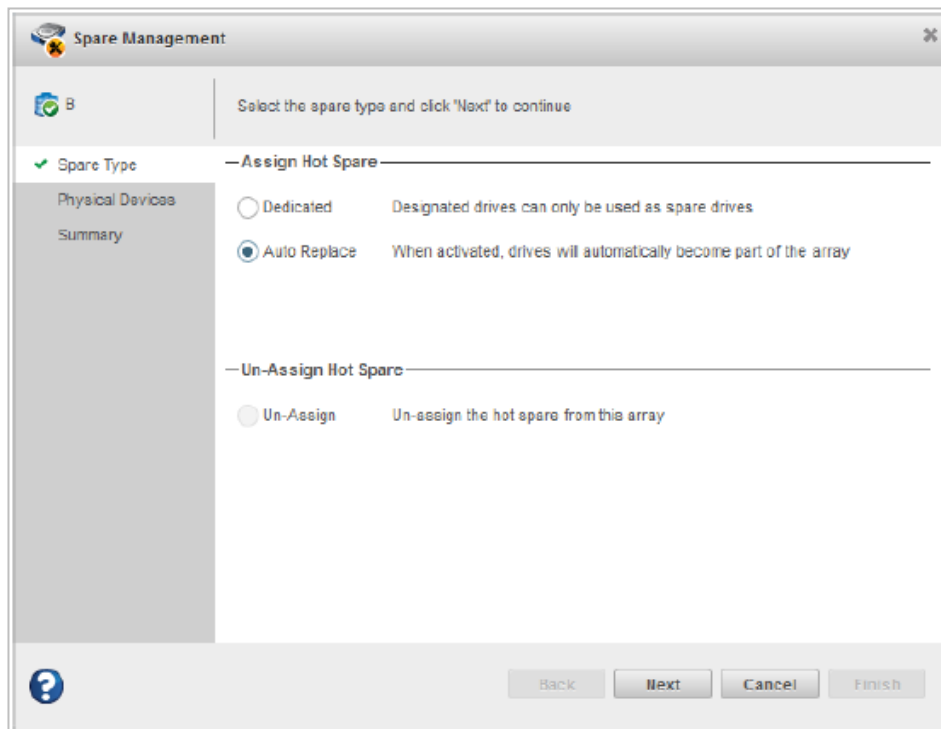 Spare Management
B
Select the spare type and click 'Next' to continue
Spare Type
Physical Devices
Summary
Assign Hot Spare
Dedicated Designated drives can only be used as spare drives
Auto Replace When activated, drives will automatically become part of the array
Un-Assign Hot Spare
Un-Assign Un-assign the hot spare from this array
?
Back Next Cancel Finish